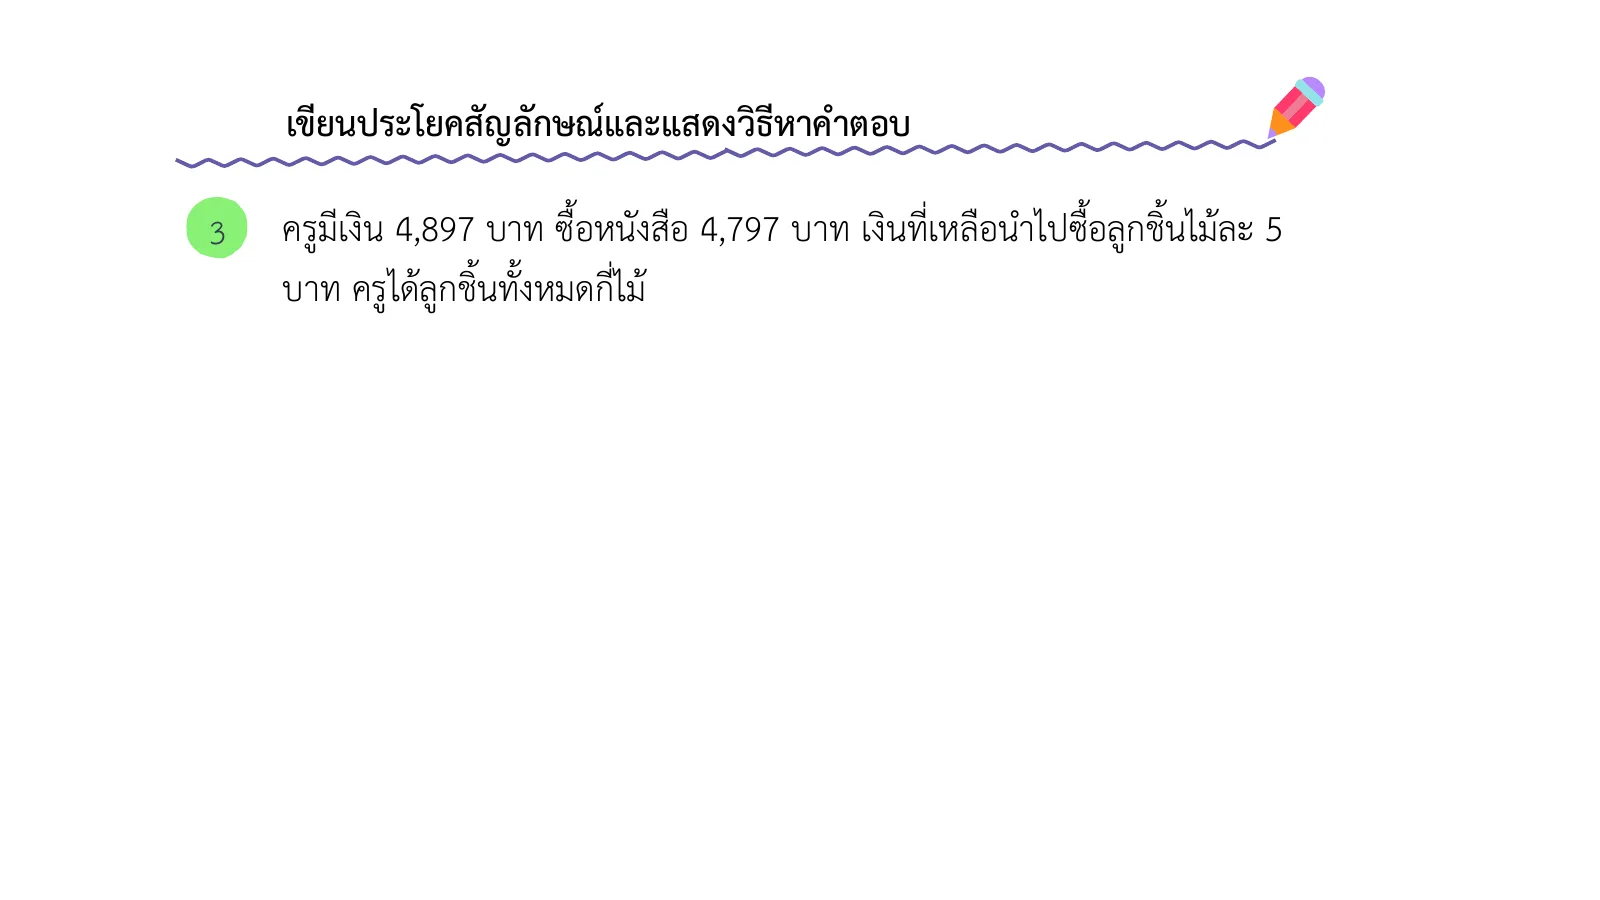 เขียนประโยคสัญลักษณ์และแสดงวิธีหาคำตอบ
3 ครูมีเงิน 4,897 บาท ซื้อหนังสือ 4,797 บาท เงินที่เหลือนำไปซื้อลูกชิ้นไม้ละ 5
บาท ครูได้ลูกชิ้นทั้งหมดกี่ไม้